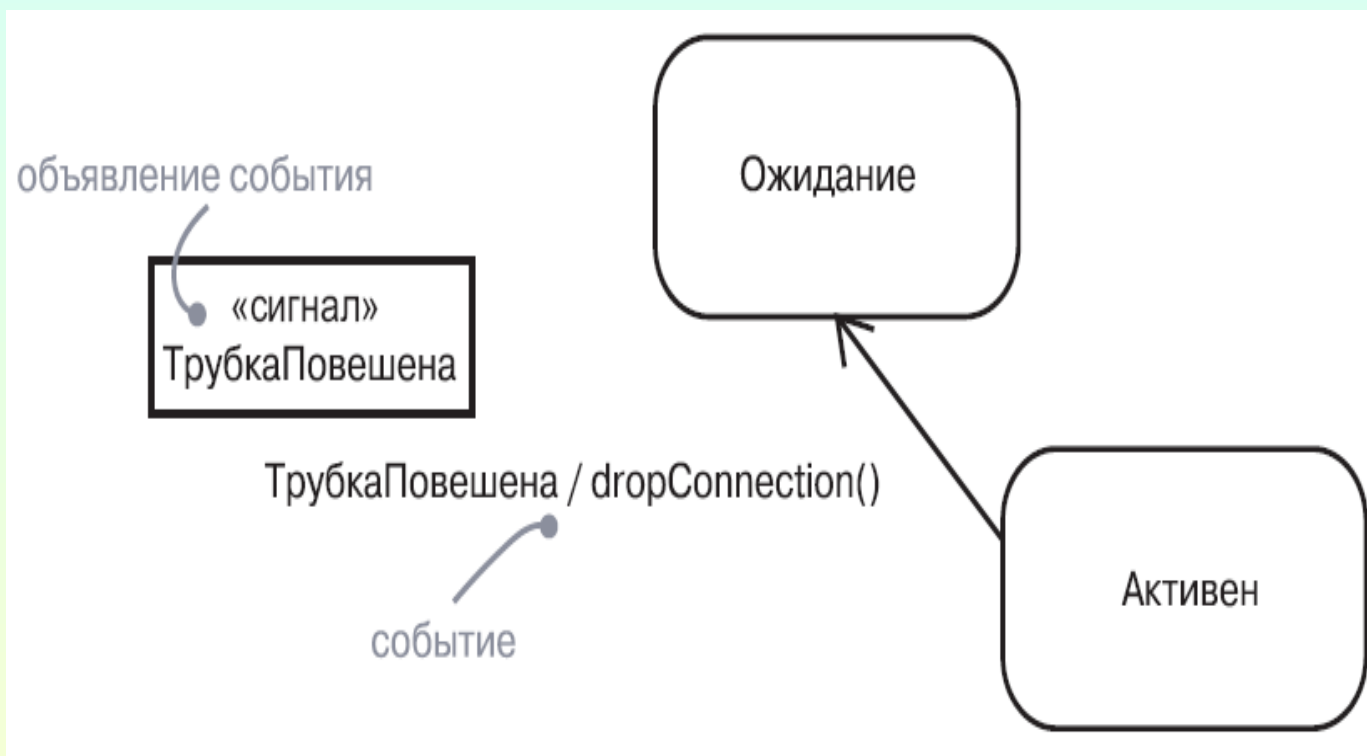 объявление события
«сигнал»
ТрубкаПовешена
Ожидание
ТрубкаПовешена / dropConnection()
событие
Активен